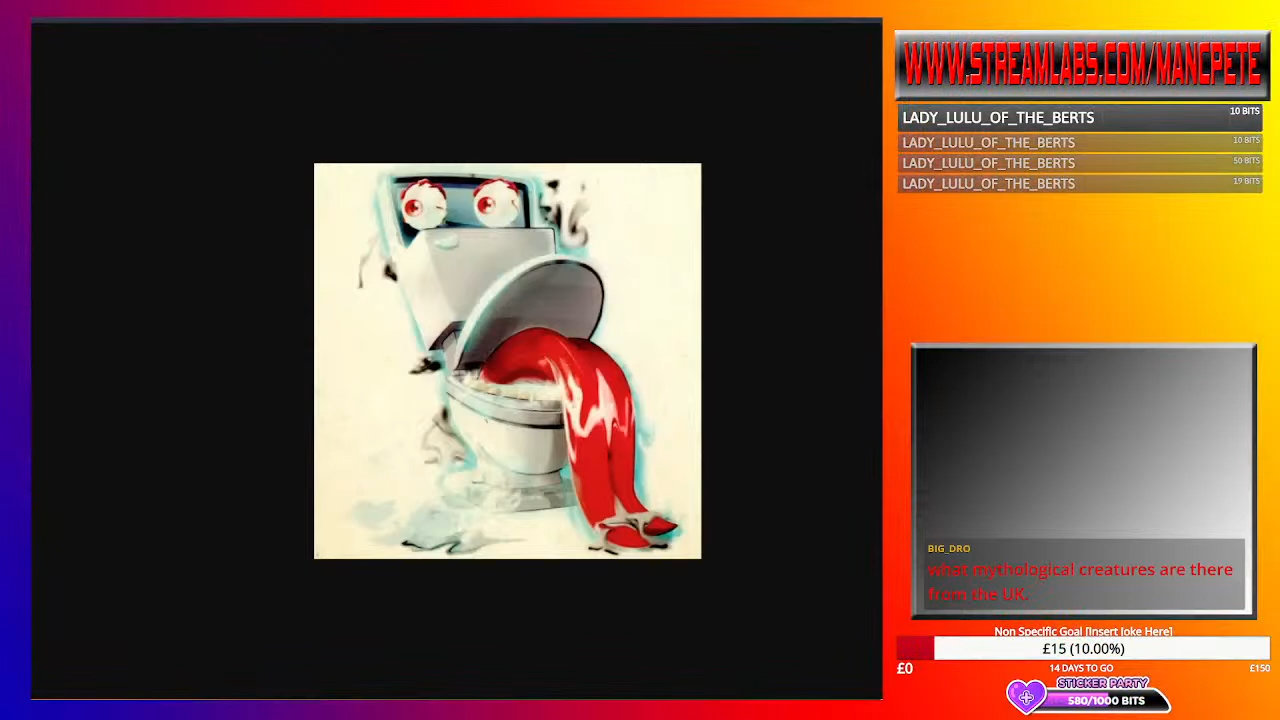 WWW.STREAMLABS.COM/MANCPETE
LADY_LULU_OF_THE_BERTS 10 BITS
LADY_LULU_OF_THE_BERTS 10 BITS
LADY_LULU_OF_THE_BERTS 50 BITS
LADY_LULU_OF_THE_BERTS 19 BITS
BIG_DRO
what mythological creatures are there
from the UK.
Non Specific Goal [Insert Joke Here]
£15 (10.00%)
£0 14 DAYS TO GO £150
STICKER PARTY
580/1000 BITS